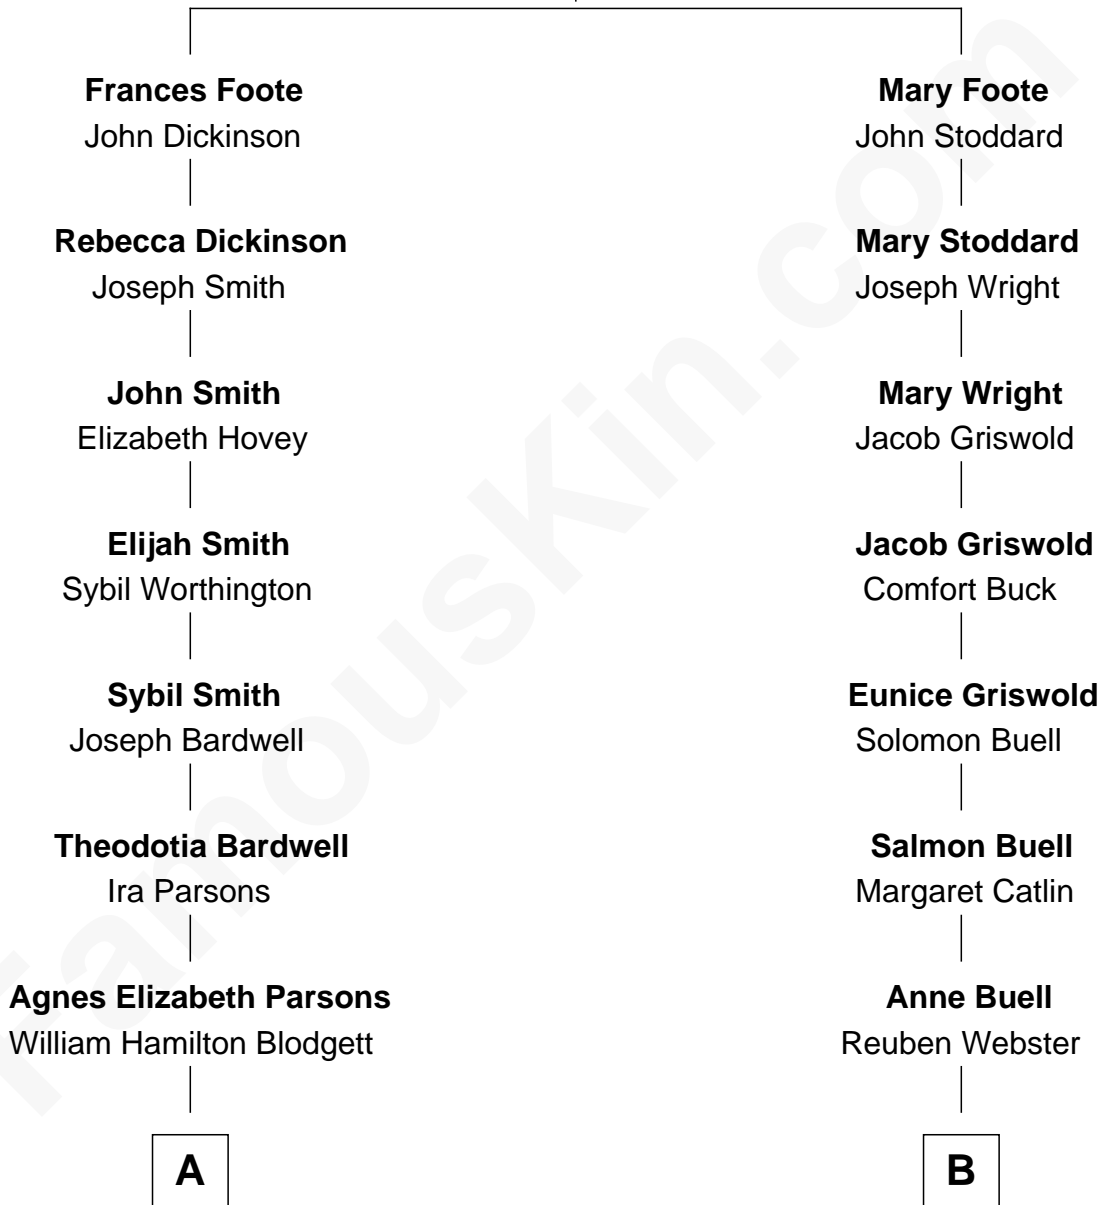 Frances Foote
John Dickinson
Mary Foote
John Stoddard
Rebecca Dickinson
Joseph Smith
Mary Stoddard
Joseph Wright
John Smith
Elizabeth Hovey
Mary Wright
Jacob Griswold
Elijah Smith
Sybil Worthington
Jacob Griswold
Comfort Buck
Sybil Smith
Joseph Bardwell
Eunice Griswold
Solomon Buell
Theodotia Bardwell
Ira Parsons
Salmon Buell
Margaret Catlin
Agnes Elizabeth Parsons
William Hamilton Blodgett
Anne Buell
Reuben Webster
A
B
famouskin.com